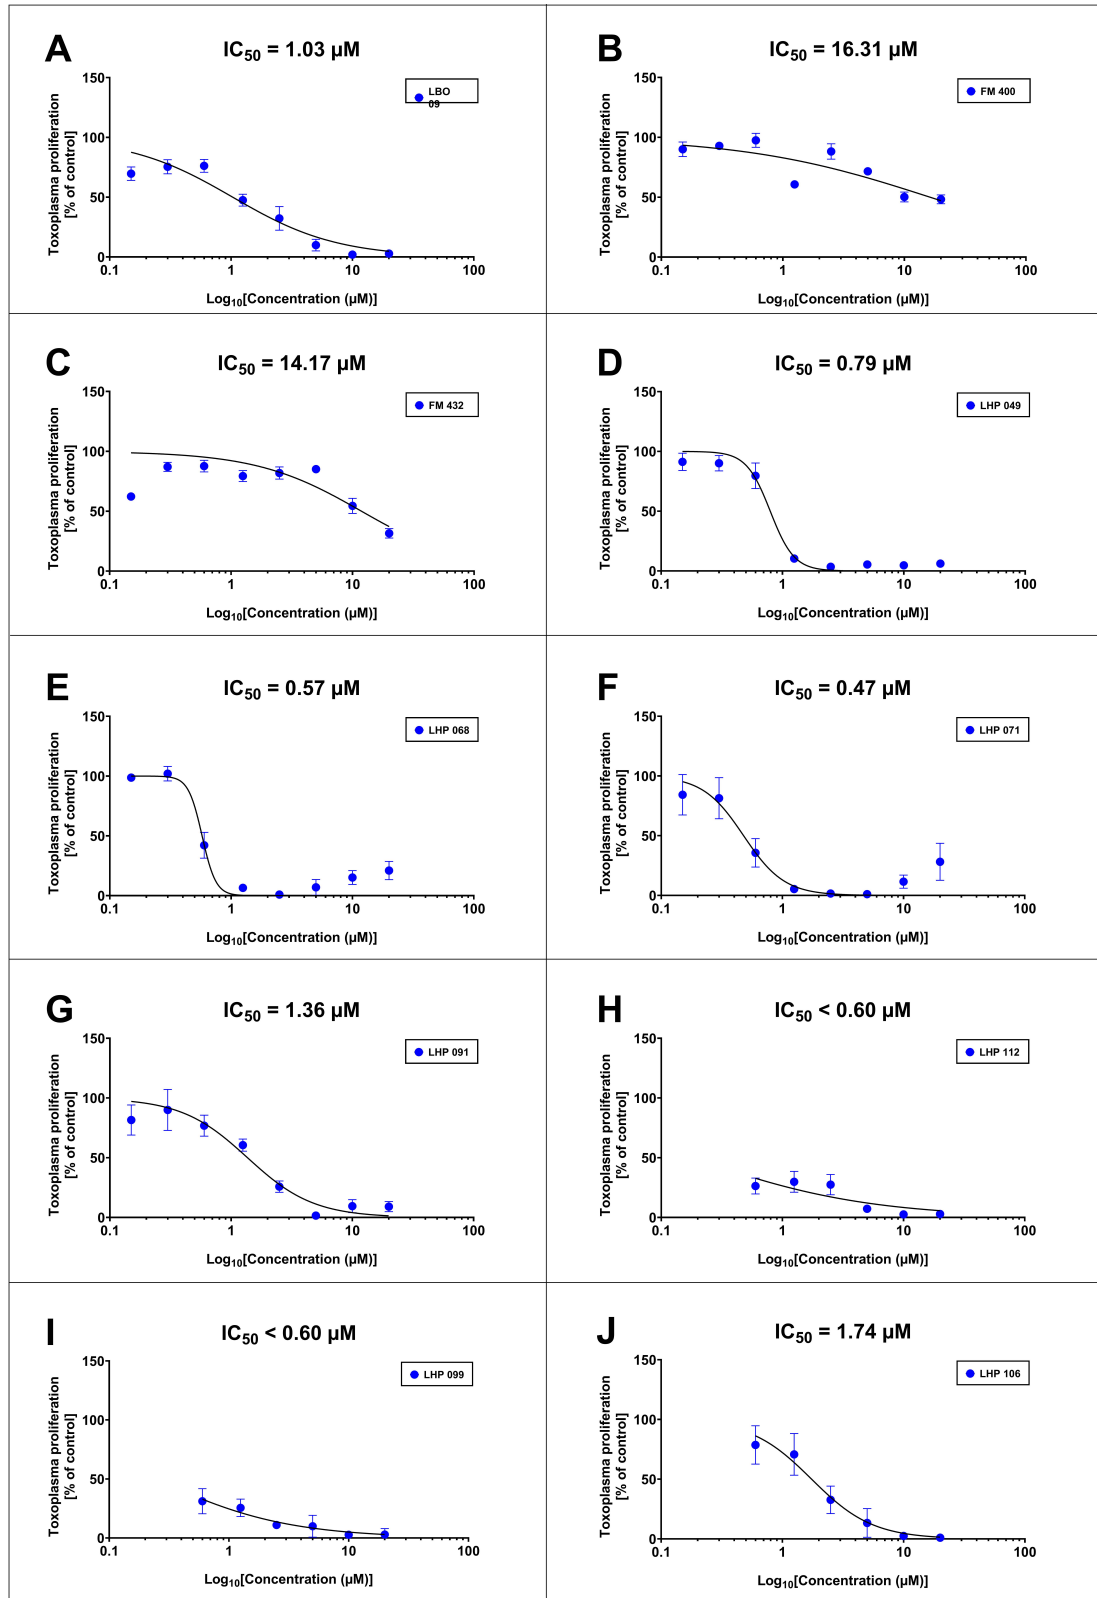 A
IC50 = 1.03 µM
LBO
09
Toxoplasma proliferation
[% of control]
150
100
50
0
0.1 1 10 100
Log10[Concentration (µM)]
B
IC50 = 16.31 µM
FM 400
Toxoplasma proliferation
[% of control]
150
100
50
0
0.1 1 10 100
Log10[Concentration (µM)]
C
IC50 = 14.17 µM
FM 432
Toxoplasma proliferation
[% of control]
150
100
50
0
0.1 1 10 100
Log10[Concentration (µM)]
D
IC50 = 0.79 µM
LHP 049
Toxoplasma proliferation
[% of control]
150
100
50
0
0.1 1 10 100
Log10[Concentration (µM)]
E
IC50 = 0.57 µM
LHP 068
Toxoplasma proliferation
[% of control]
150
100
50
0
0.1 1 10 100
Log10[Concentration (µM)]
F
IC50 = 0.47 µM
LHP 071
Toxoplasma proliferation
[% of control]
150
100
50
0
0.1 1 10 100
Log10[Concentration (µM)]
G
IC50 = 1.36 µM
LHP 091
Toxoplasma proliferation
[% of control]
150
100
50
0
0.1 1 10 100
Log10[Concentration (µM)]
H
IC50 < 0.60 µM
LHP 112
Toxoplasma proliferation
[% of control]
150
100
50
0
0.1 1 10 100
Log10[Concentration (µM)]
I
IC50 < 0.60 µM
LHP 099
Toxoplasma proliferation
[% of control]
150
100
50
0
0.1 1 10 100
Log10[Concentration (µM)]
J
IC50 = 1.74 µM
LHP 106
Toxoplasma proliferation
[% of control]
150
100
50
0
0.1 1 10 100
Log10[Concentration (µM)]